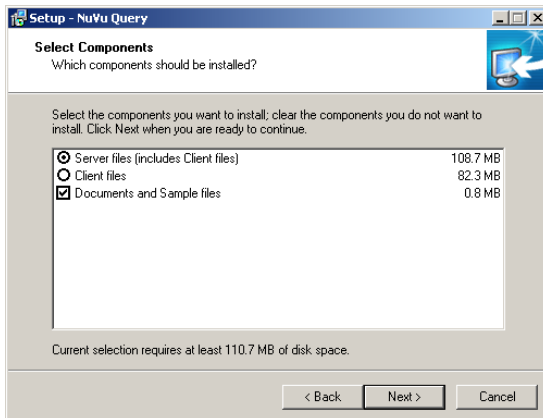 Setup - NuVu Query
Select Components
Which components should be installed?
Select the components you want to install; clear the components you do not want to
install. Click Next when you are ready to continue.
Server files (includes Client files) 108.7 MB
Client files 82.3 MB
Documents and Sample files 0.8 MB
Current selection requires at least 110.7 MB of disk space.
< Back Next > Cancel